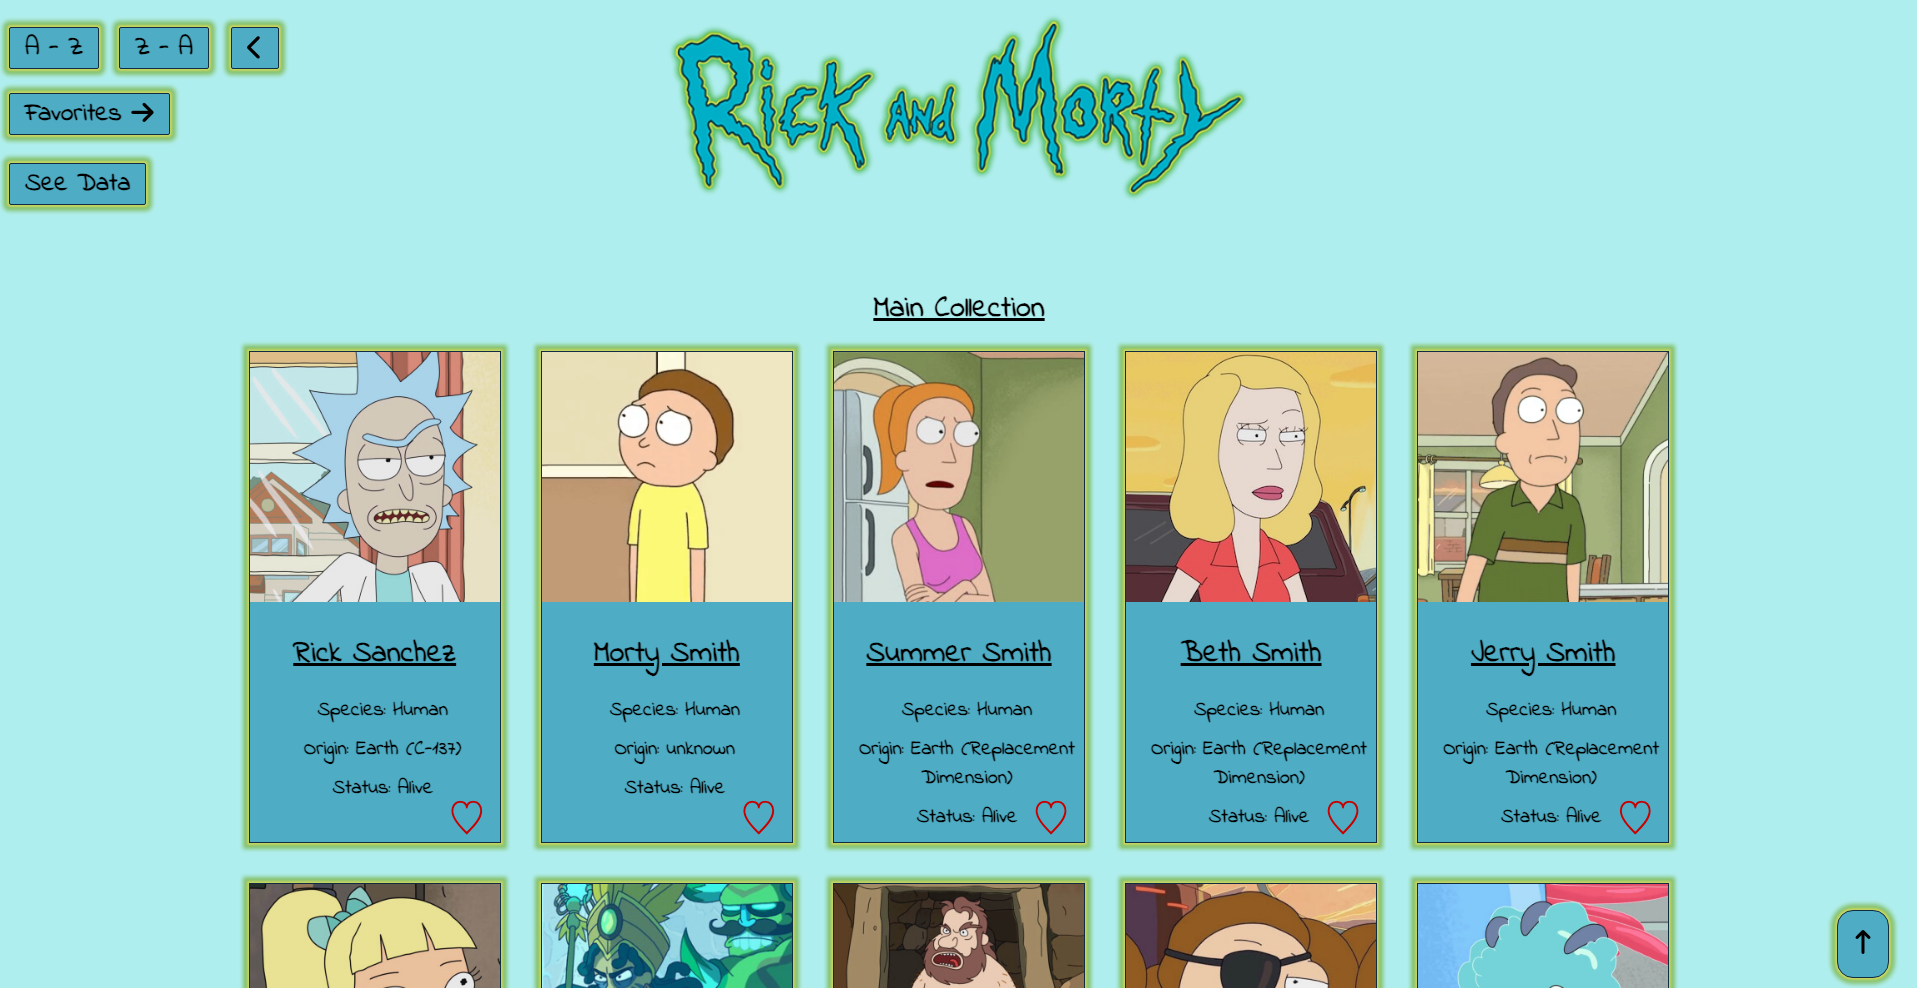 A - Z
Z - A
Favorites
See Data
Rick and Morty
Main Collection
Rick Sanchez
Species: Human
Origin: Earth (C-137)
Status: Alive
Morty Smith
Species: Human
Origin: unknown
Status: Alive
Summer Smith
Species: Human
Origin: Earth (Replacement
Dimension)
Status: Alive
Beth Smith
Species: Human
Origin: Earth (Replacement
Dimension)
Status: Alive
Jerry Smith
Species: Human
Origin: Earth (Replacement
Dimension)
Status: Alive